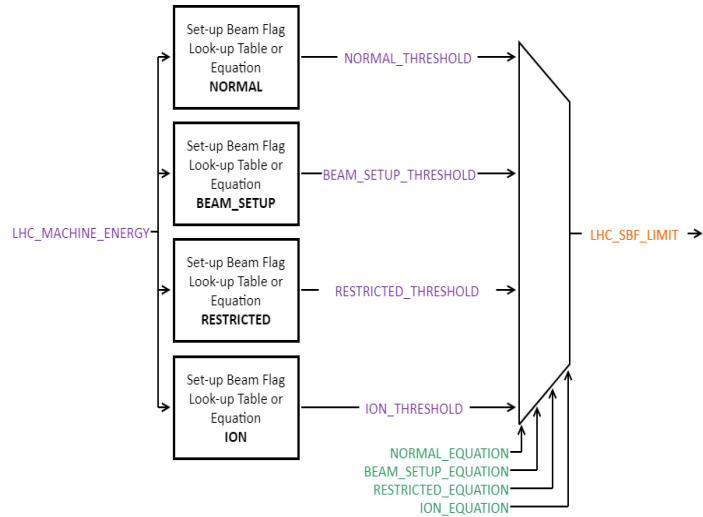 Set-up Beam Flag
Look-up Table or
Equation
NORMAL
NORMAL_THRESHOLD
Set-up Beam Flag
Look-up Table or
Equation
BEAM_SETUP
BEAM_SETUP_THRESHOLD
LHC_MACHINE_ENERGY
LHC_SBF_LIMIT
Set-up Beam Flag
Look-up Table or
Equation
RESTRICTED
RESTRICTED_THRESHOLD
Set-up Beam Flag
Look-up Table or
Equation
ION
ION_THRESHOLD
NORMAL_EQUATION
BEAM_SETUP_EQUATION
RESTRICTED_EQUATION
ION_EQUATION